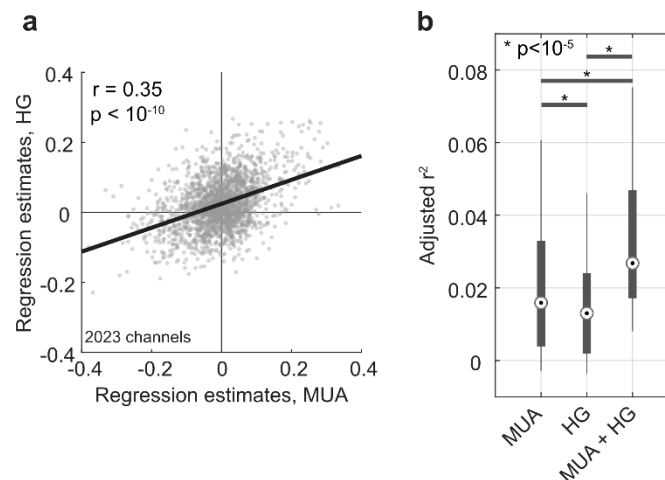 a
0.4
0.2
0
-0.2
-0.4
Regression estimates, HG
r = 0.35
p < 10⁻¹⁰
2023 channels
-0.4
-0.2
0
0.2
0.4
Regression estimates, MUA
b
* p<10⁻⁵
*
*
*
0.08
0.06
0.04
0.02
0
Adjusted r²
MUA
HG
MUA + HG